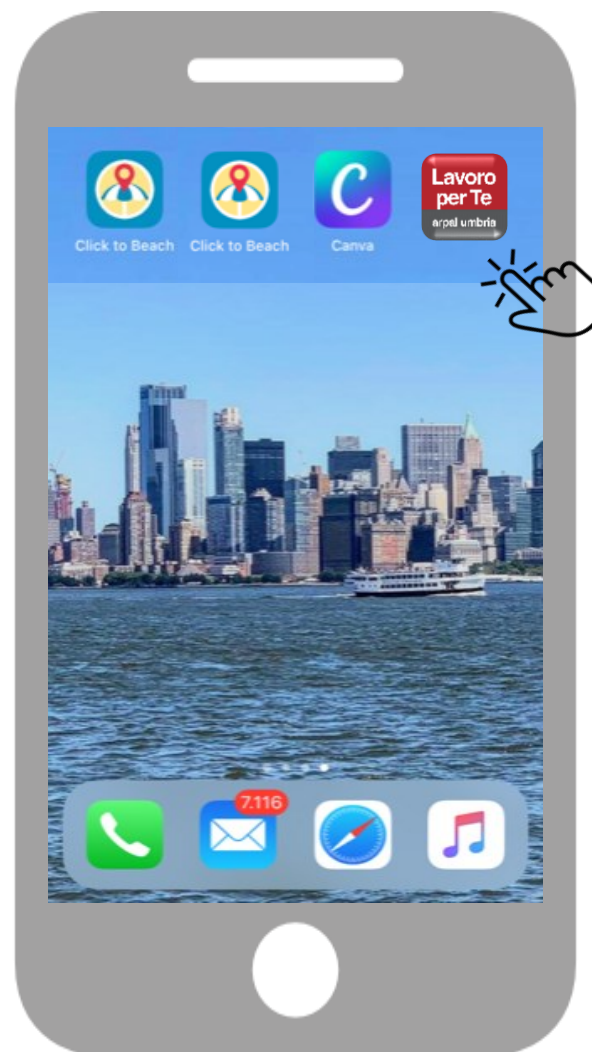 Lavoro
per Te
arpal umbria
Click to Beach
Click to Beach
Canva
7.116